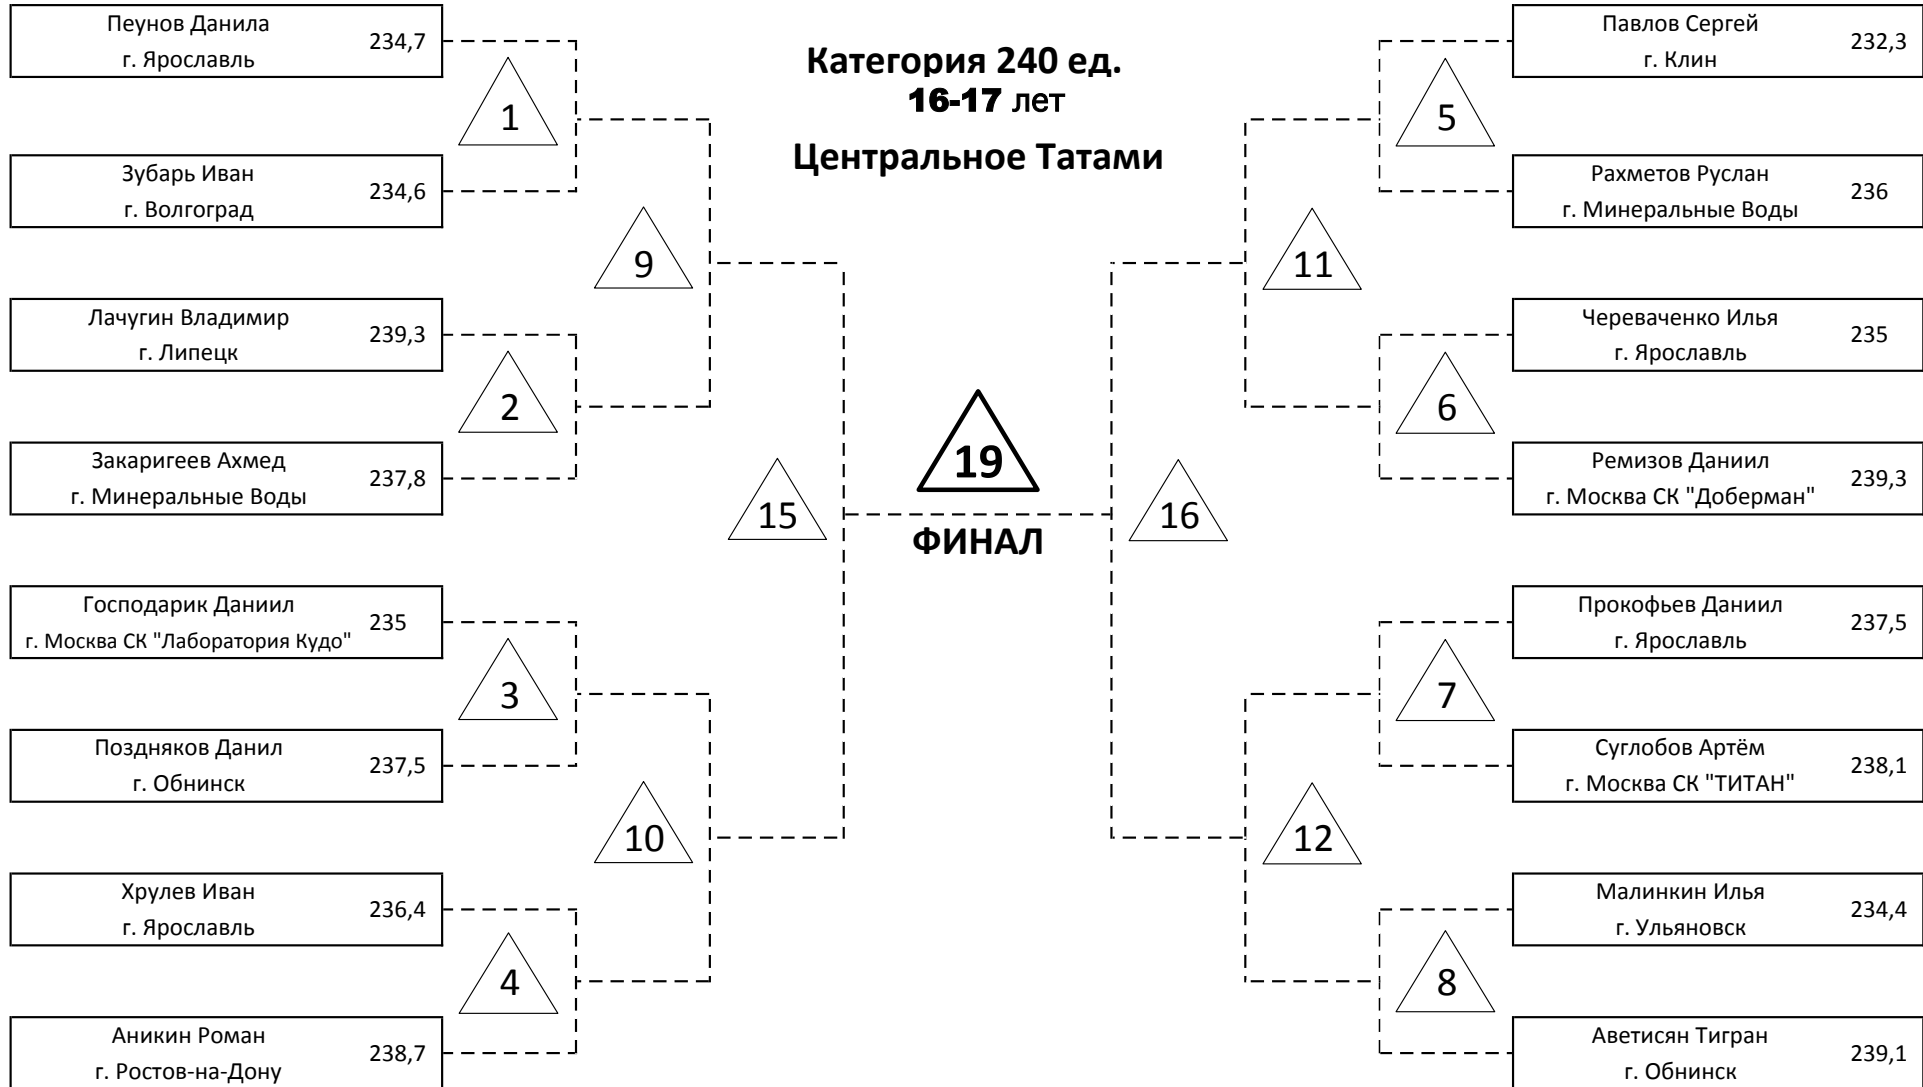 Категория 240 ед.
16-17 лет
Центральное Татами
Пеунов Данила
г. Ярославль
234,7
1
Зубарь Иван
г. Волгоград
234,6
9
Лачугин Владимир
г. Липецк
239,3
2
Закаригеев Ахмед
г. Минеральные Воды
237,8
15
Господарик Даниил
г. Москва СК "Лаборатория Кудо"
235
3
Поздняков Данил
г. Обнинск
237,5
10
Хрулев Иван
г. Ярославль
236,4
4
Аникин Роман
г. Ростов-на-Дону
238,7
19
ФИНАЛ
Павлов Сергей
г. Клин
232,3
5
Рахметов Руслан
г. Минеральные Воды
236
11
Череваченко Илья
г. Ярославль
235
6
Ремизов Даниил
г. Москва СК "Доберман"
239,3
16
Прокофьев Даниил
г. Ярославль
237,5
7
Суглобов Артём
г. Москва СК "ТИТАН"
238,1
12
Малинкин Илья
г. Ульяновск
234,4
8
Аветисян Тигран
г. Обнинск
239,1